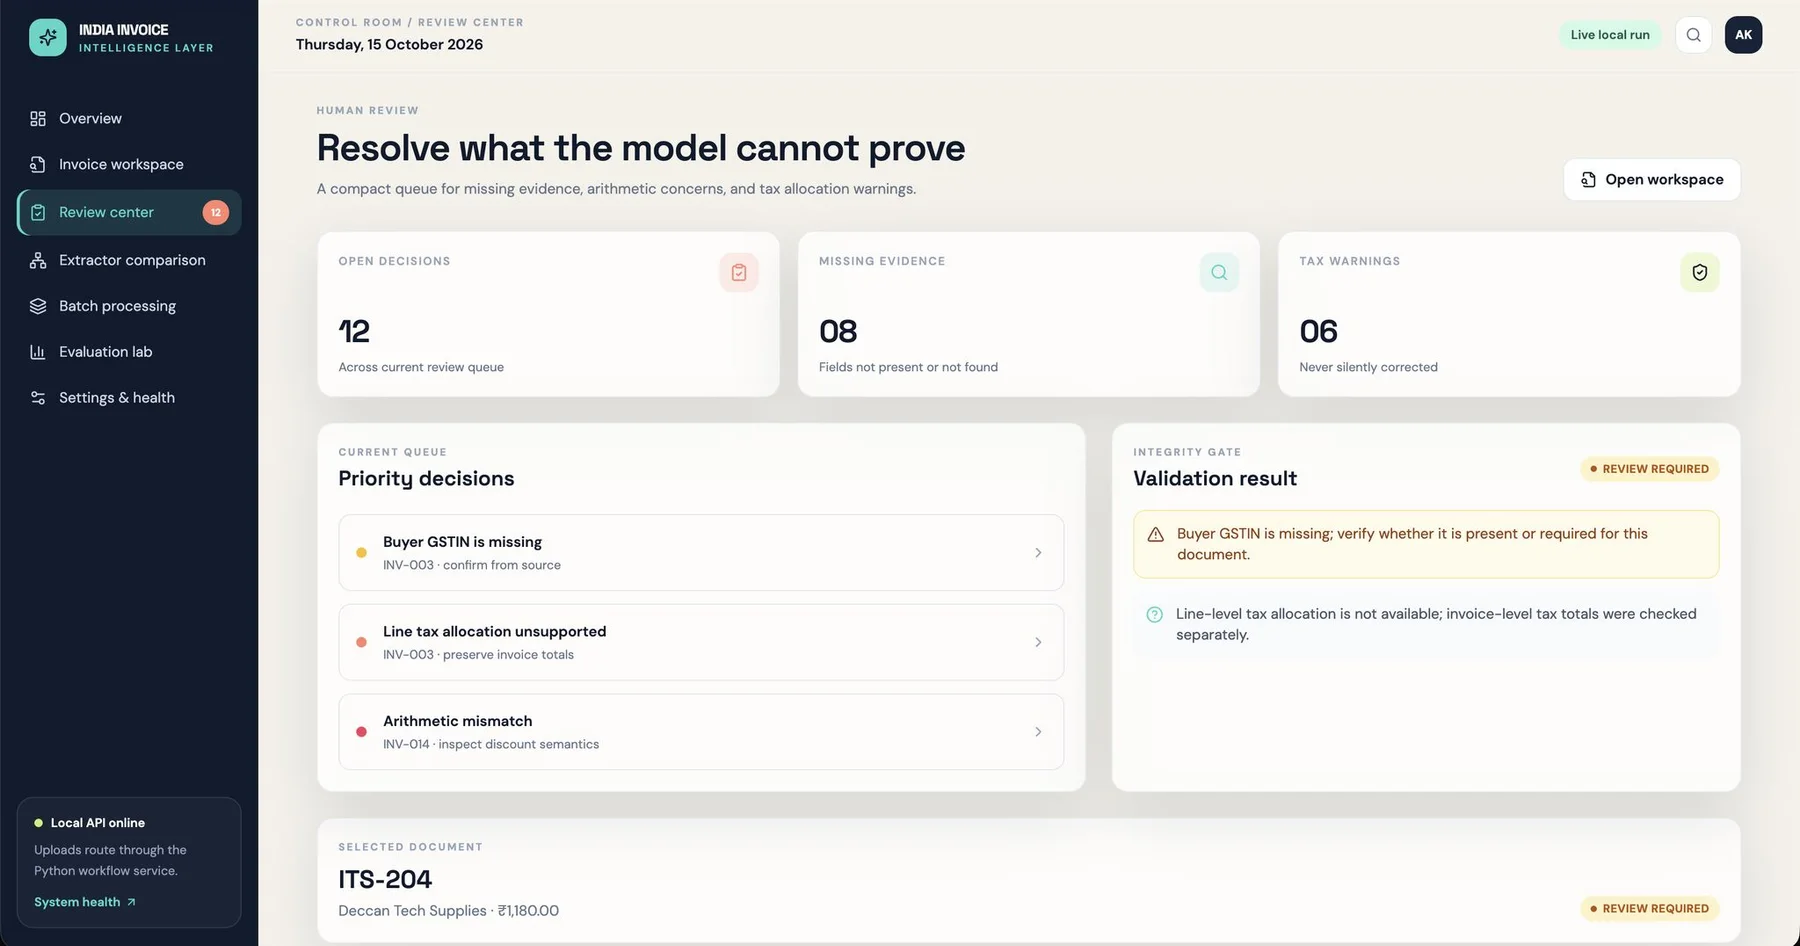 INDIA INVOICE
INTELLIGENCE LAYER
Overview
Invoice workspace
Review center
12
Extractor comparison
Batch processing
Evaluation lab
Settings & health
Local API online
Uploads route through the
Python workflow service.
System health
CONTROL ROOM / REVIEW CENTER
Thursday, 15 October 2026
Live local run
AK
HUMAN REVIEW
Resolve what the model cannot prove
A compact queue for missing evidence, arithmetic concerns, and tax allocation warnings.
Open workspace
OPEN DECISIONS
12
Across current review queue
MISSING EVIDENCE
08
Fields not present or not found
TAX WARNINGS
06
Never silently corrected
CURRENT QUEUE
Priority decisions
Buyer GSTIN is missing
INV-003 · confirm from source
Line tax allocation unsupported
INV-003 · preserve invoice totals
Arithmetic mismatch
INV-014 · inspect discount semantics
INTEGRITY GATE
Validation result
REVIEW REQUIRED
Buyer GSTIN is missing; verify whether it is present or required for this
document.
Line-level tax allocation is not available; invoice-level tax totals were checked
separately.
SELECTED DOCUMENT
ITS-204
Deccan Tech Supplies · ₹1,180.00
REVIEW REQUIRED